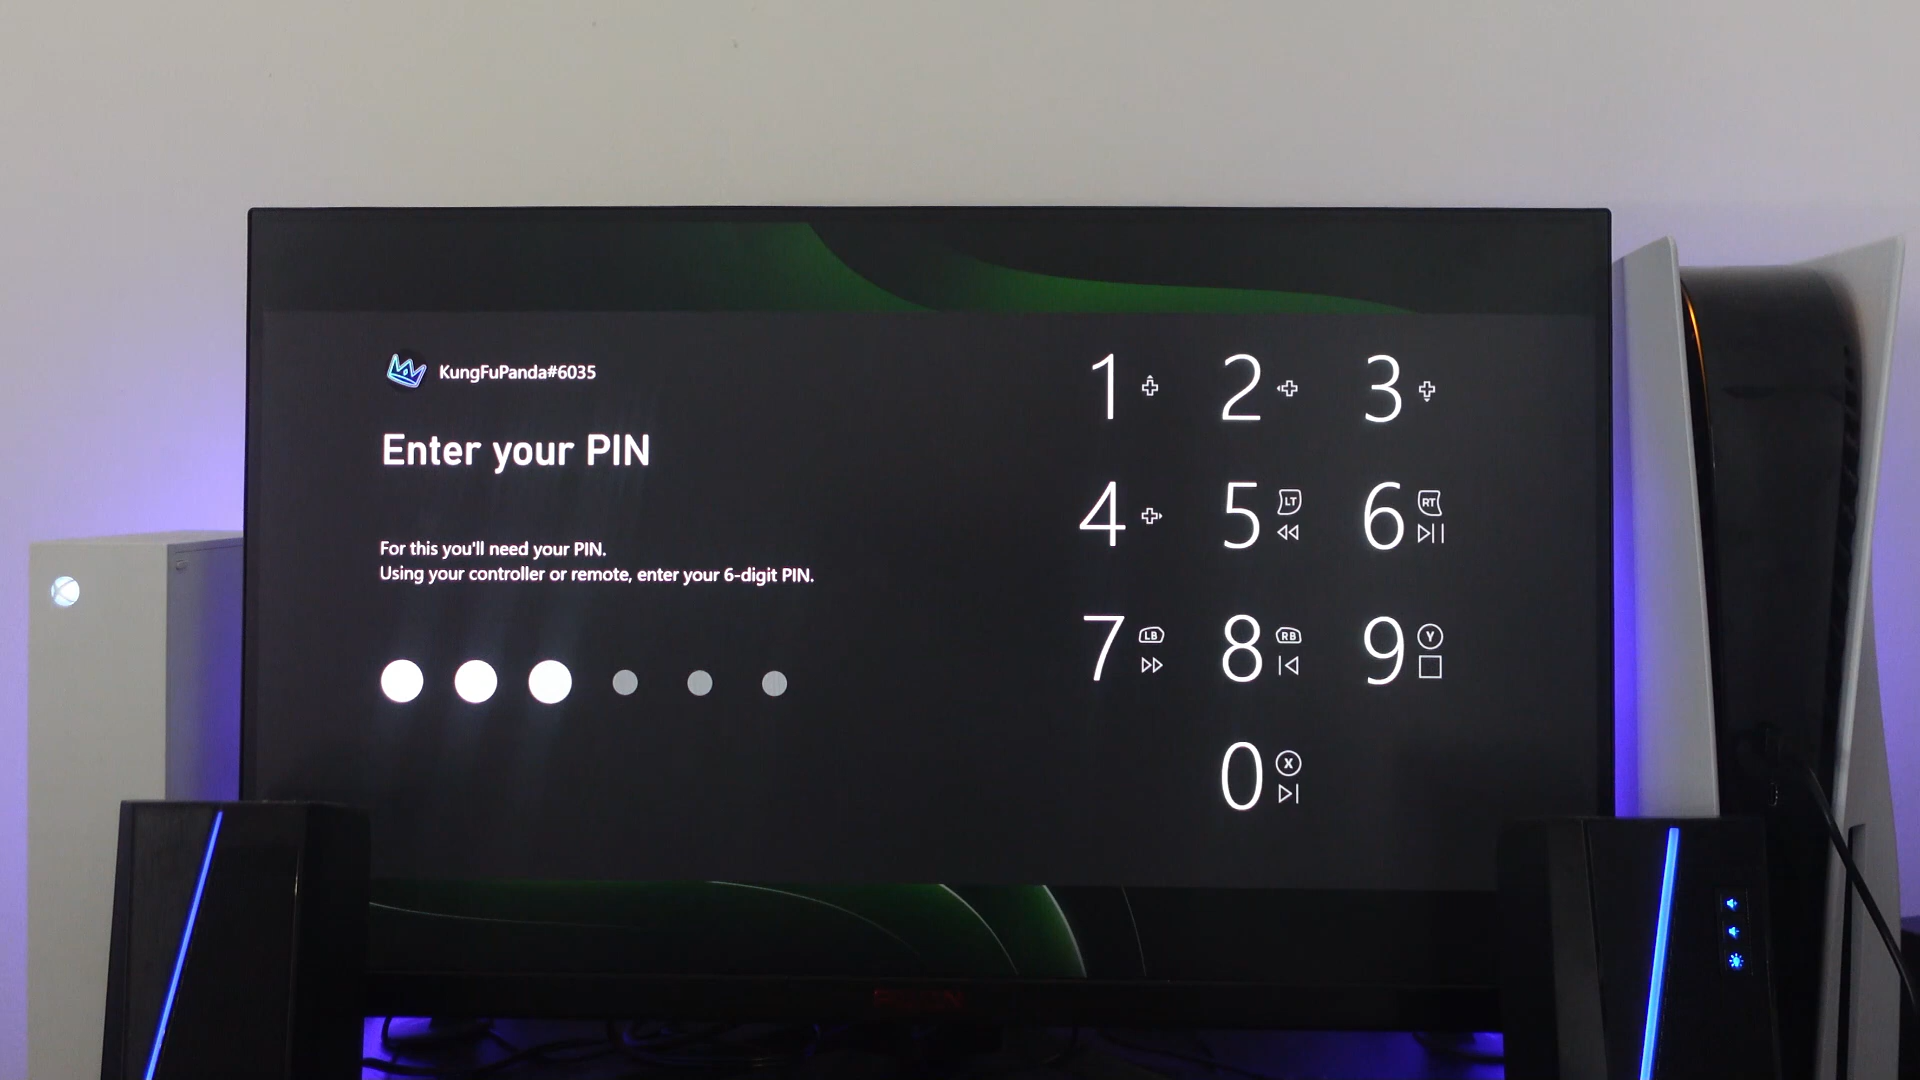 KungFuPanda#6035
Enter your PIN
For this you'll need your PIN.
Using your controller or remote, enter your 6-digit PIN.
1 2 3
4 5 LT 6 RT
7 LB 8 RB 9 Y
0 X